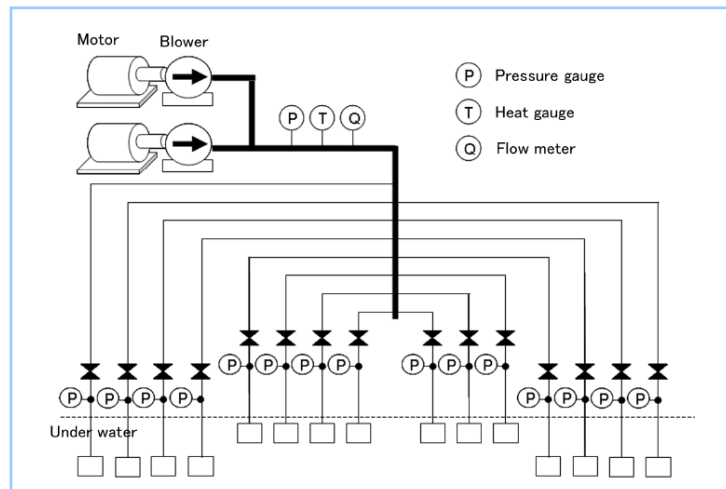 Motor Blower
P Pressure gauge
T Heat gauge
P T Q
Q Flow meter
P P P P P P P
P P P P P P P P
Under water